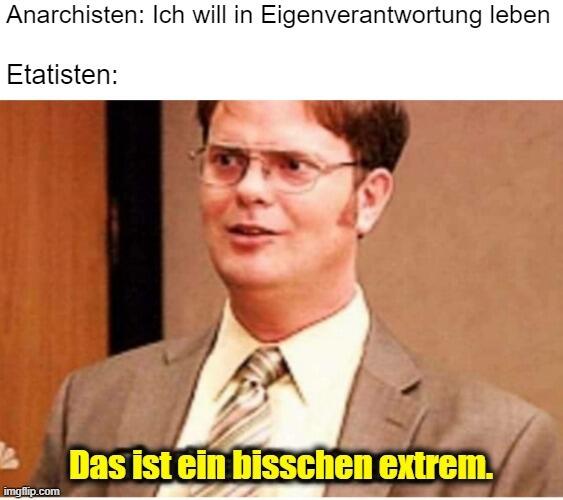 Anarchisten: Ich will in Eigenverantwortung leben
Etatisten:
Das ist ein bisschen extrem.
imgflip.com